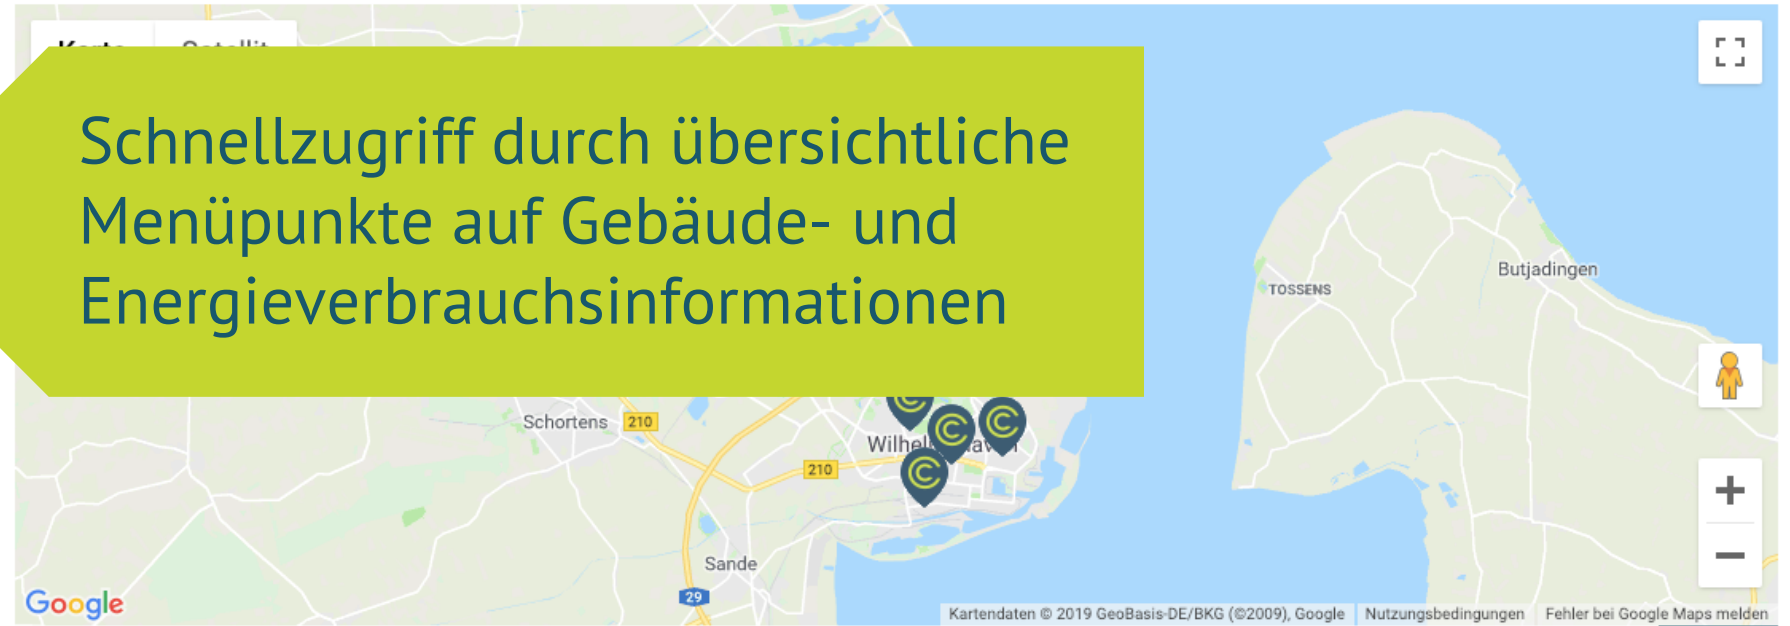 Schnellzugriff durch übersichtliche
Menüpunkte auf Gebäude- und
Energieverbrauchsinformationen
Butjadingen
TOSSENS
Schortens
210
210
Sande
29
Google
Kartendaten © 2019 GeoBasis-DE/BKG (©2009), Google
Nutzungsbedingungen
Fehler bei Google Maps melden